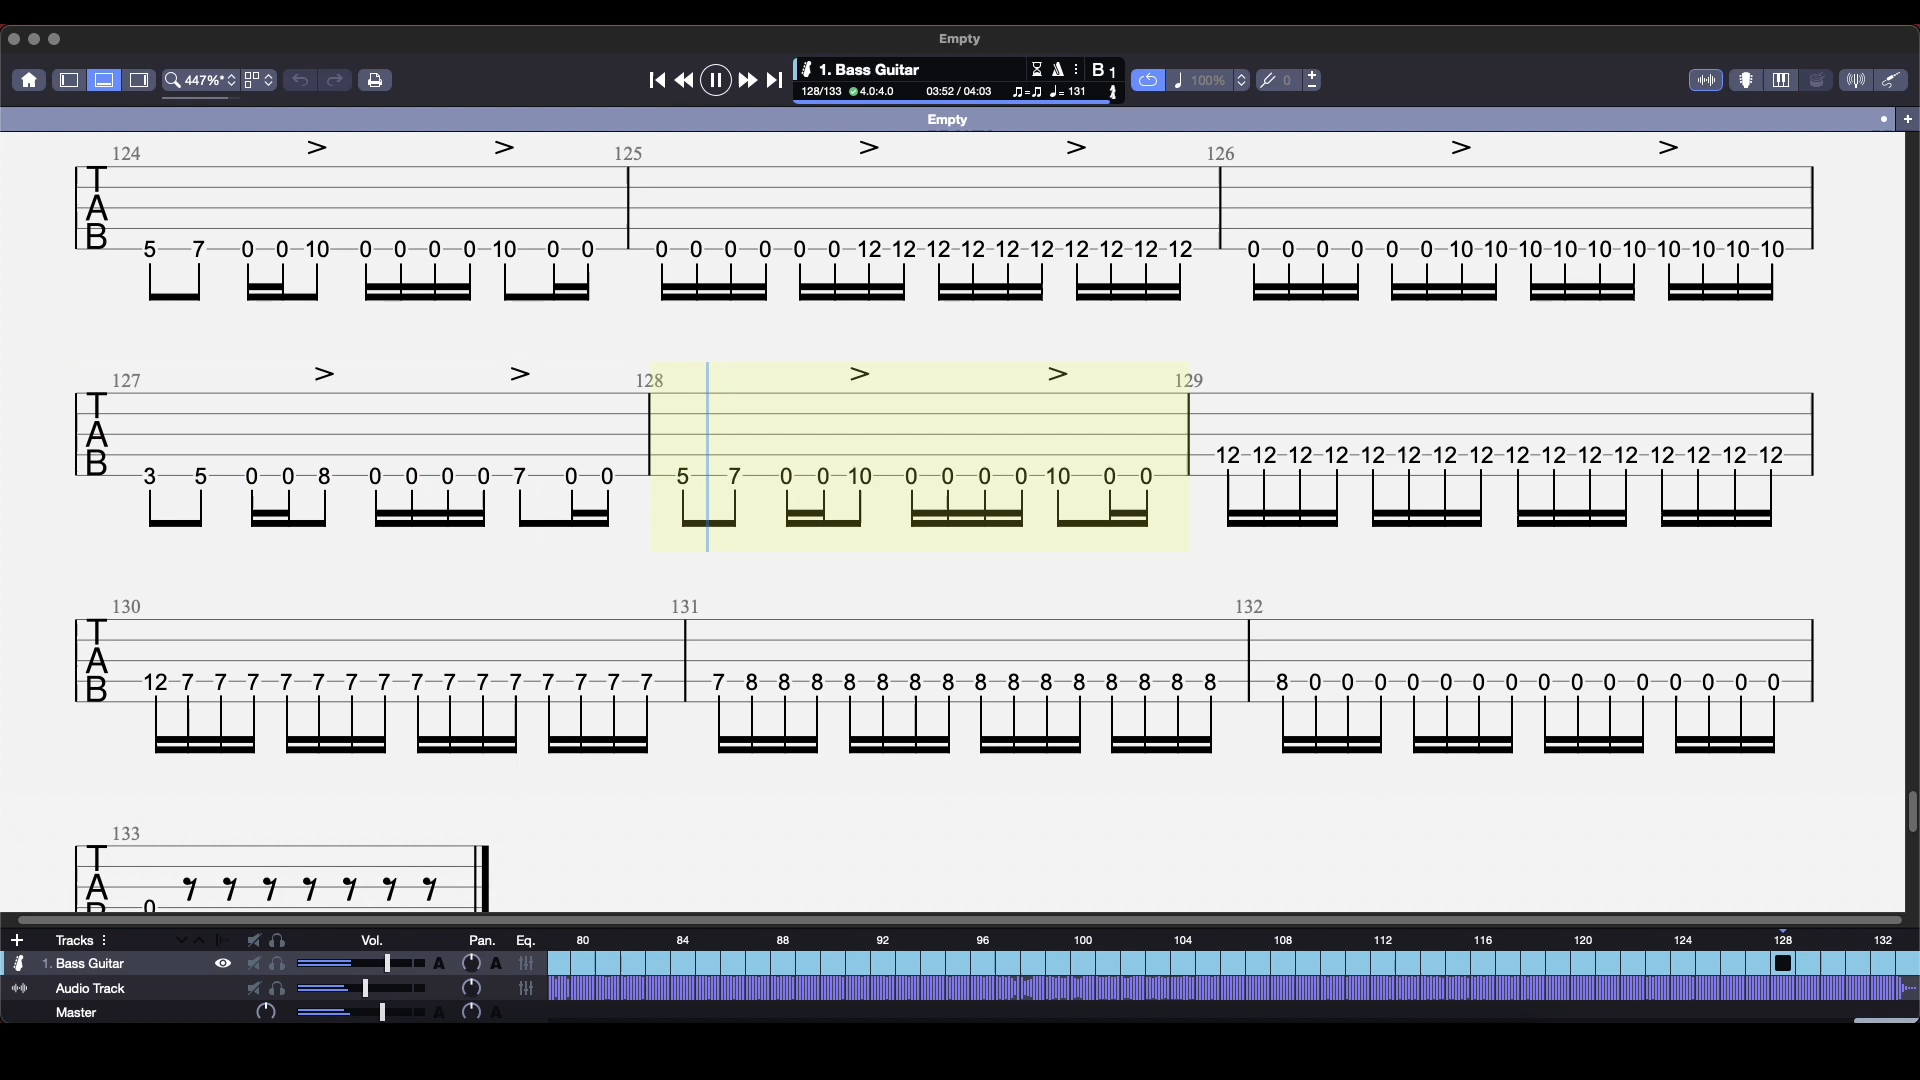 Empty
447%*
1. Bass Guitar
B 1
100%
0
128/133 4.0:4.0 03:52 / 04:03 = 131
Empty
124 125 126
T A B
5 7 0 0 10 0 0 0 0 10 0 0 0 0 0 0 0 0 12 12 12 12 12 12 12 12 12 12 0 0 0 0 0 0 10 10 10 10 10 10 10 10 10 10
127 128 129
T A B
12 12 12 12 12 12 12 12 12 12 12 12 12 12 12 12
3 5 0 0 8 0 0 0 0 7 0 0 5 7 0 0 10 0 0 0 0 10 0 0
130 131 132
T A B
12 7 7 7 7 7 7 7 7 7 7 7 7 7 7 7 7 8 8 8 8 8 8 8 8 8 8 8 8 8 8 8 8 0 0 0 0 0 0 0 0 0 0 0 0 0 0 0
133
T A B
0
Tracks Vol. Pan. Eq. 80 84 88 92 96 100 104 108 112 116 120 124 128 132
1. Bass Guitar A A
Audio Track
Master A A